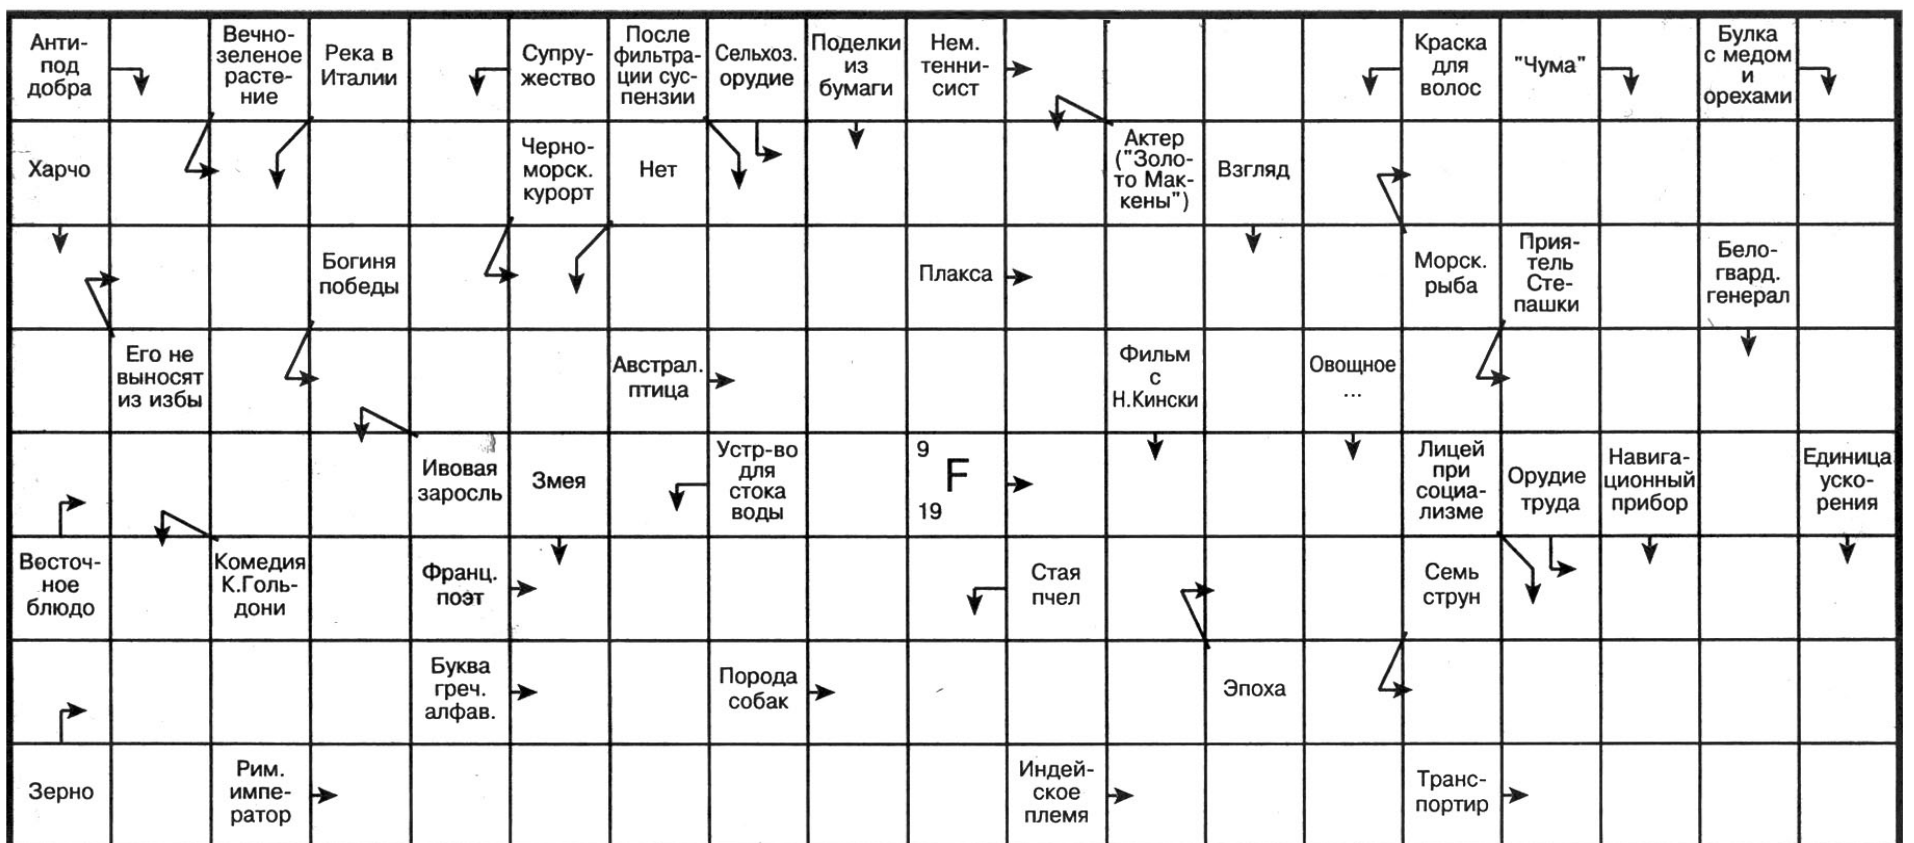 Анти-
под
добра
Вечно-
зеленое
расте-
ние
Река в
Италии
Супру-
жество
После
фильтра-
ции сус-
пензии
Сельхоз.
орудие
Поделки
из
бумаги
Нем.
тенни-
сист
Краска
для
волос
"Чума"
Булка
с медом
и
орехами
Харчо
Черно-
морск.
курорт
Нет
Актер
("Золо-
то Мак-
кены")
Взгляд
Богиня
победы
Плакса
Морск.
рыба
Прия-
тель
Сте-
пашки
Бело-
гвард.
генерал
Его не
выносят
из избы
Австрал.
птица
Фильм
с
Н.Кински
Овощное
...
Ивовая
заросль
Змея
Устр-во
для
стока
воды
9
F
19
Лицей
при
социа-
лизме
Орудие
труда
Навига-
ционный
прибор
Единица
уско-
рения
Восточ-
ное
блюдо
Комедия
К.Голь-
дони
Франц.
поэт
Стая
пчел
Семь
струн
Буква
греч.
алфав.
Порода
собак
Эпоха
Зерно
Рим.
импе-
ратор
Индей-
ское
племя
Транс-
портир